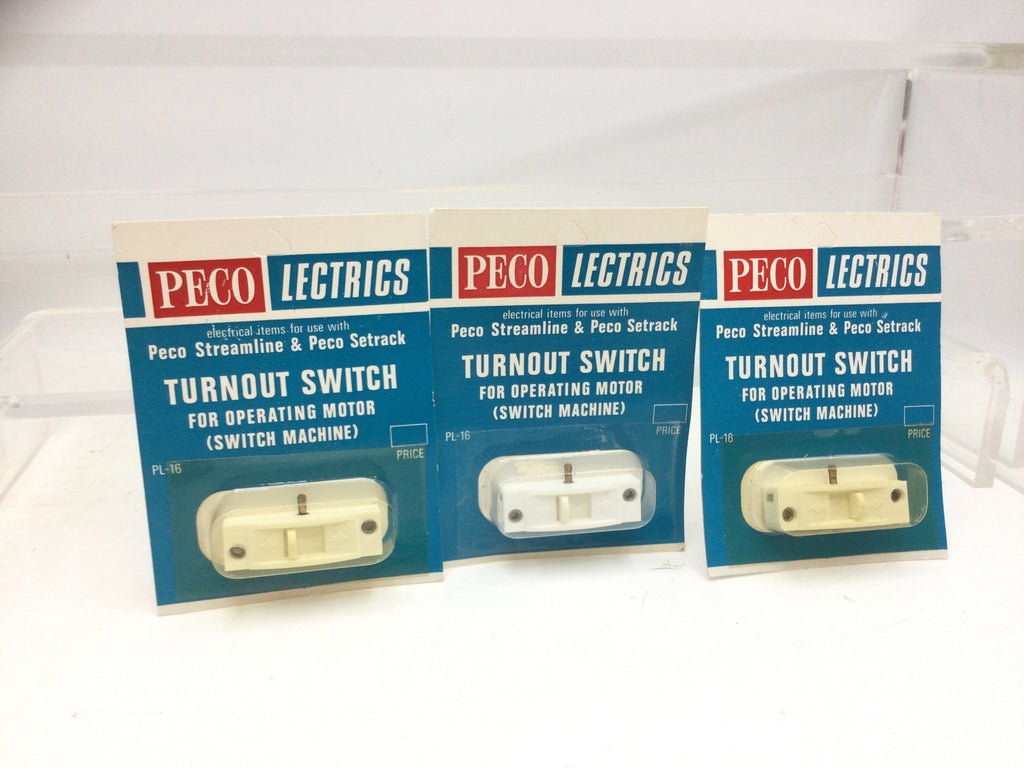 PECO LECTRICS
electrical items for use with
Peco Streamline & Peco Setrack
TURNOUT SWITCH
FOR OPERATING MOTOR
(SWITCH MACHINE)
PL-16
PRICE
PECO LECTRICS
electrical items for use with
Peco Streamline & Peco Setrack
TURNOUT SWITCH
FOR OPERATING MOTOR
(SWITCH MACHINE)
PL-16
PRICE
PECO LECTRICS
electrical items for use with
Peco Streamline & Peco Setrack
TURNOUT SWITCH
FOR OPERATING MOTOR
(SWITCH MACHINE)
PL-16
PRICE